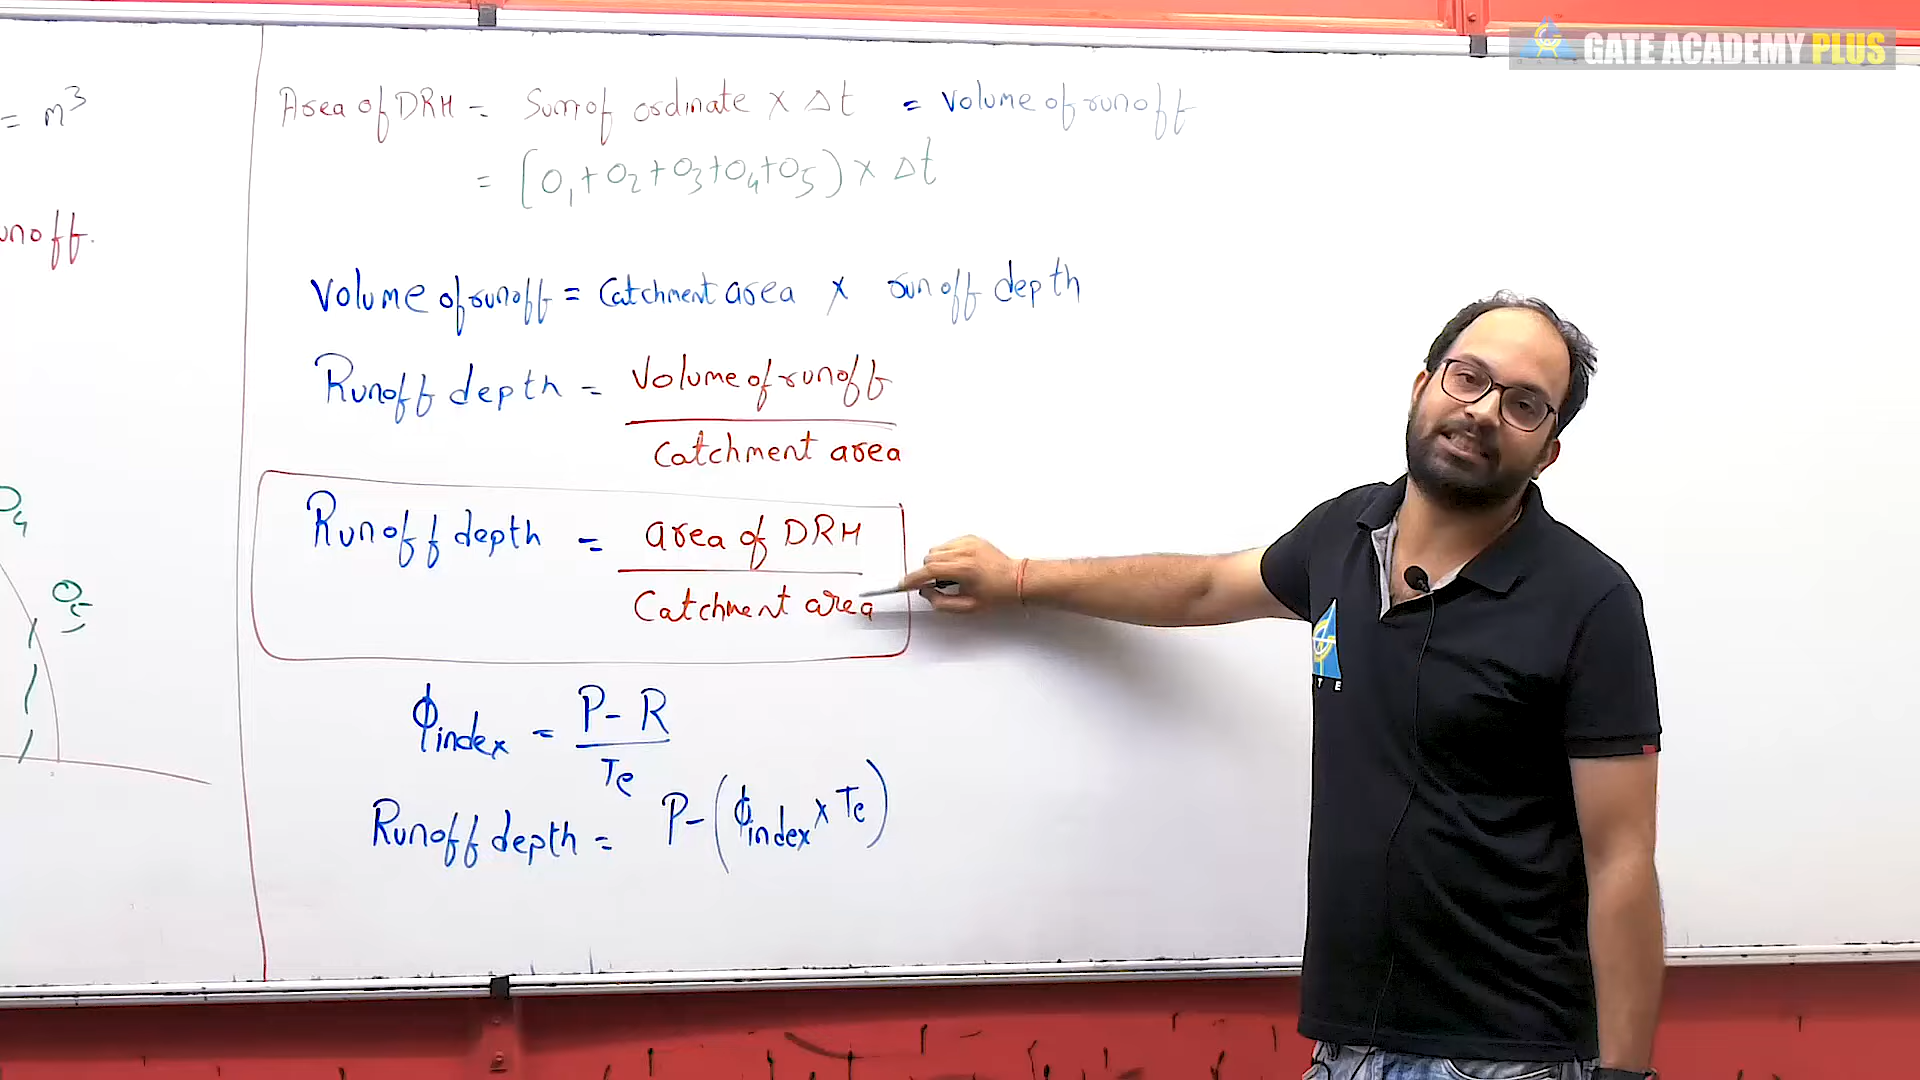 GATE ACADEMY PLUS
= m³
Area of DRH = Sum of ordinate × Δt = Volume of runoff
= [O₁+O₂+O₃+O₄+O₅) × Δt
unoff.
Volume of runoff = Catchment area × runoff depth
Runoff depth = Volume of runoff
Catchment area
O₄
Runoff depth = area of DRH
Catchment area
O₅
ϕindex = P - R
Te
Runoff depth = P - (ϕindex × Te)
T E